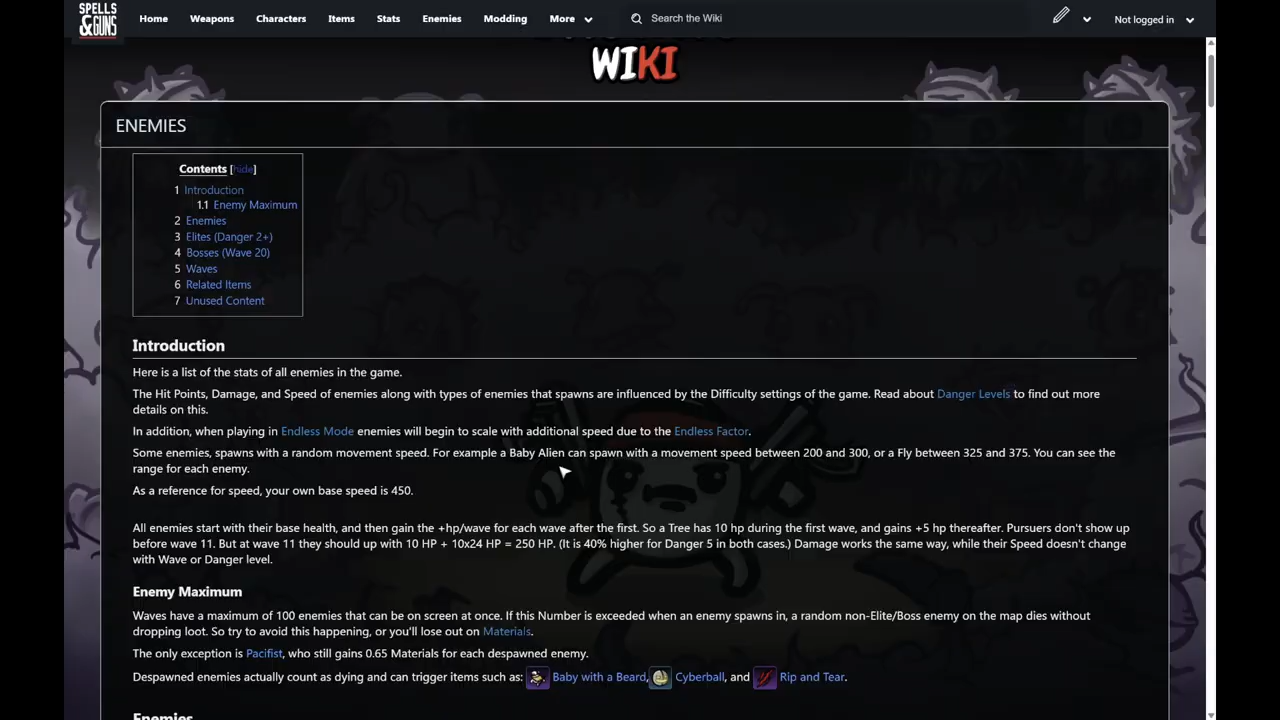 SPELLS
&GUNS
Home Weapons Characters Items Stats Enemies Modding More Search the Wiki Not logged in
WIKI
ENEMIES
Contents [hide]
1 Introduction
1.1 Enemy Maximum
2 Enemies
3 Elites (Danger 2+)
4 Bosses (Wave 20)
5 Waves
6 Related Items
7 Unused Content
Introduction
Here is a list of the stats of all enemies in the game.
The Hit Points, Damage, and Speed of enemies along with types of enemies that spawns are influenced by the Difficulty settings of the game. Read about Danger Levels to find out more
details on this.
In addition, when playing in Endless Mode enemies will begin to scale with additional speed due to the Endless Factor.
Some enemies, spawns with a random movement speed. For example a Baby Alien can spawn with a movement speed between 200 and 300, or a Fly between 325 and 375. You can see the
range for each enemy.
As a reference for speed, your own base speed is 450.
All enemies start with their base health, and then gain the +hp/wave for each wave after the first. So a Tree has 10 hp during the first wave, and gains +5 hp thereafter. Pursuers don't show up
before wave 11. But at wave 11 they should up with 10 HP + 10x24 HP = 250 HP. (It is 40% higher for Danger 5 in both cases.) Damage works the same way, while their Speed doesn't change
with Wave or Danger level.
Enemy Maximum
Waves have a maximum of 100 enemies that can be on screen at once. If this Number is exceeded when an enemy spawns in, a random non-Elite/Boss enemy on the map dies without
dropping loot. So try to avoid this happening, or you'll lose out on Materials.
The only exception is Pacifist, who still gains 0.65 Materials for each despawned enemy.
Despawned enemies actually count as dying and can trigger items such as: Baby with a Beard, Cyberball, and Rip and Tear.
Enemies